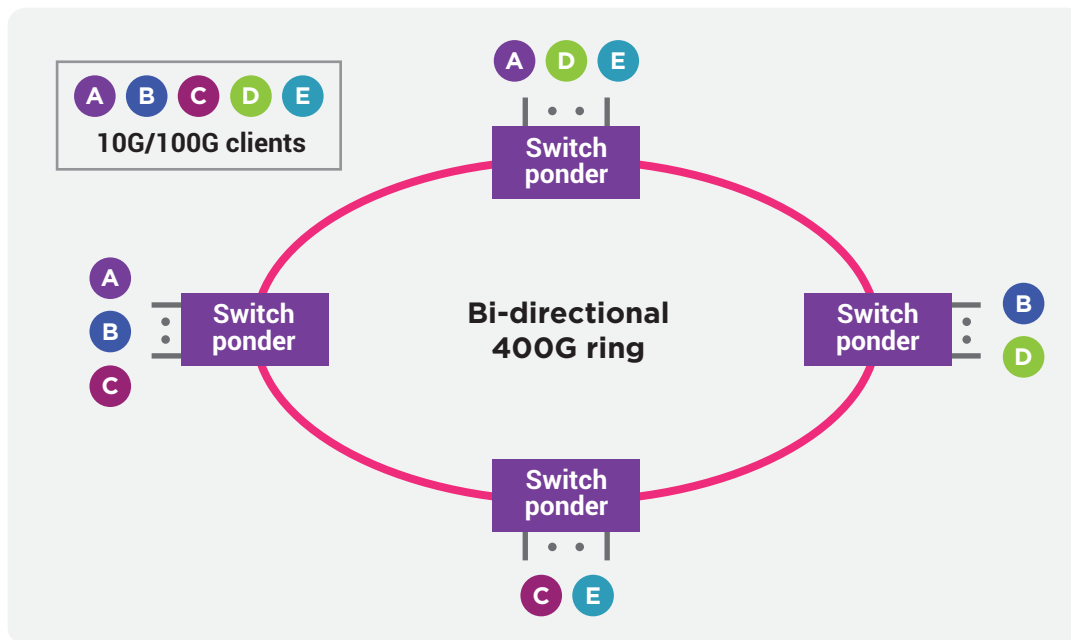 A B C D E
10G/100G clients
A D E
Switch
ponder
A
B
C
Switch
ponder
Bi-directional
400G ring
Switch
ponder
B
D
Switch
ponder
C E